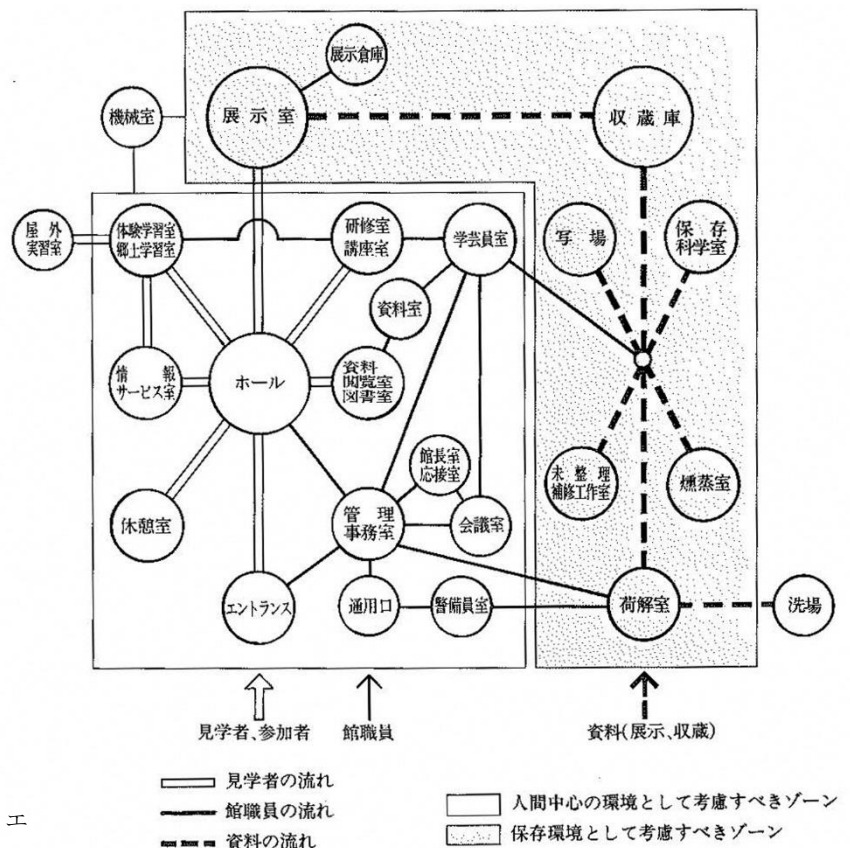 展示倉庫
機械室
展示室
収蔵庫
屋外
実習室
体験学習室
郷土学習室
研修室
講座室
学芸員室
写場
保存
科学室
資料室
情報
サービス室
ホール
資料
閲覧室
図書室
館長室
応接室
未整理
補修工作室
燻蒸室
休憩室
管理
事務室
会議室
エントランス
通用口
警備員室
荷解室
洗場
見学者、参加者
館職員
資料(展示、収蔵)
見学者の流れ
館職員の流れ
資料の流れ
人間中心の環境として考慮すべきゾーン
保存環境として考慮すべきゾーン
エ